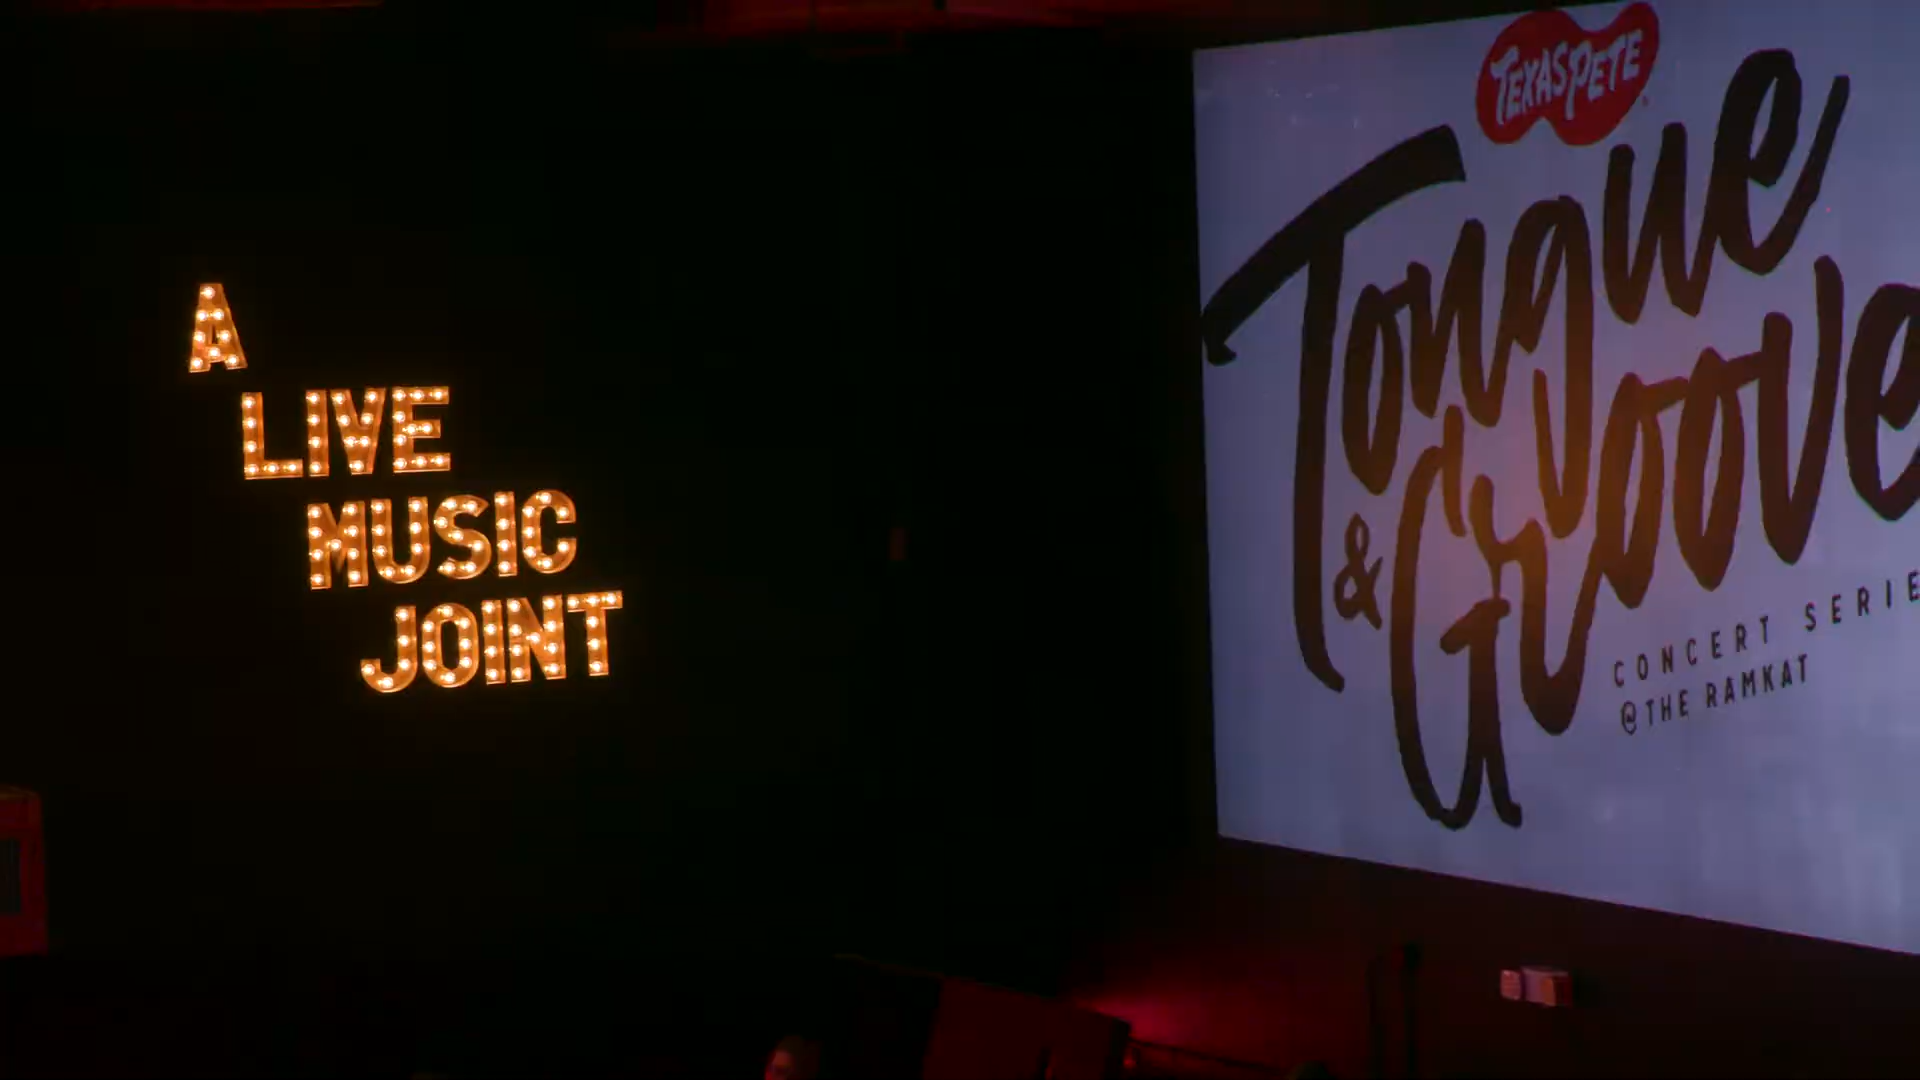 A
LIVE
MUSIC
JOINT
TEXAS PETE
Tongue
& Groove
CONCERT SERIE
@THE RAMKAT